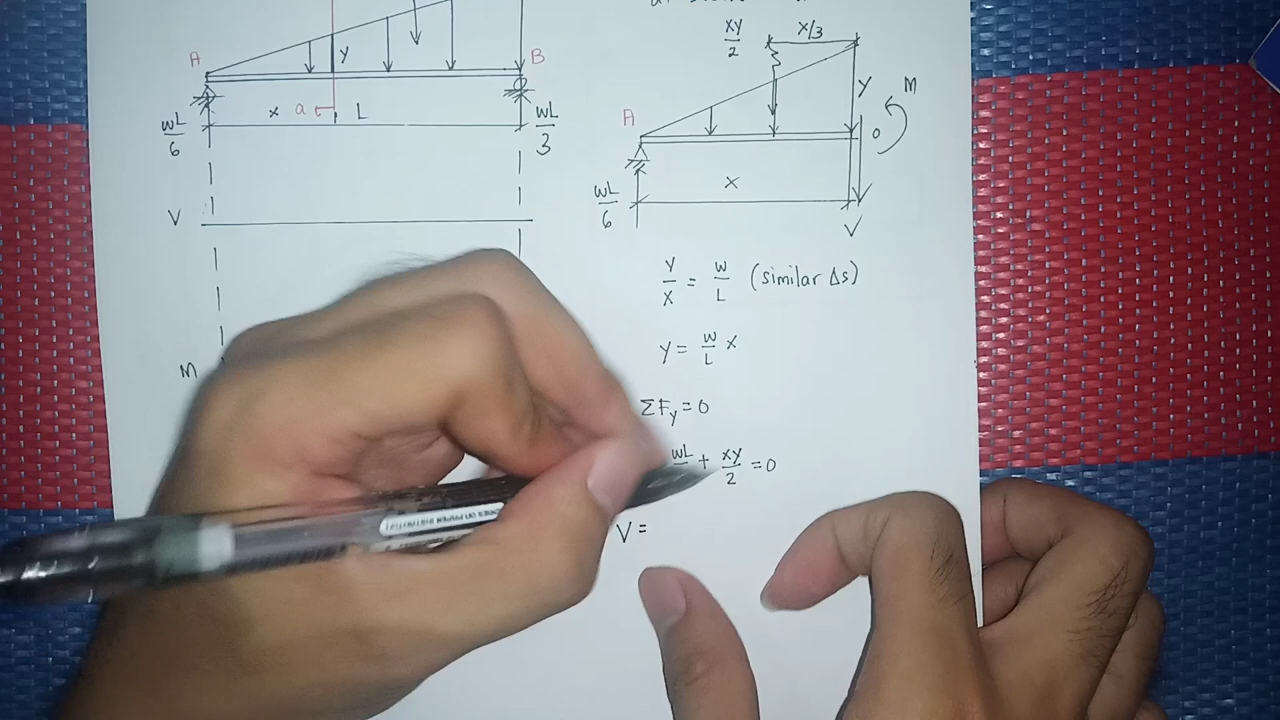 xy/2 x/3
A y B
A y M
x a L
wL/6 wL/3
o
x
wL/6
V
V
y/x = w/L (similar Δs)
y = w/L x
M
ΣFy = 0
wL + xy/2 = 0
V =